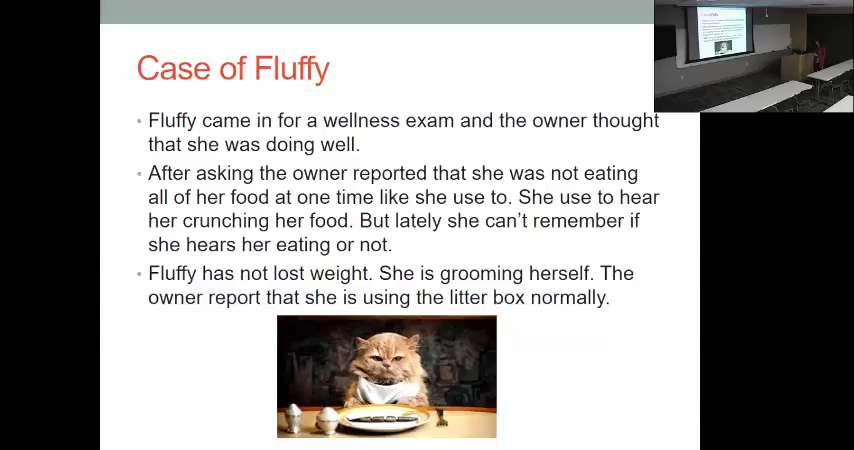 Case of Fluffy
• Fluffy came in for a wellness exam and the owner thought
that she was doing well.
• After asking the owner reported that she was not eating
all of her food at one time like she use to. She use to hear
her crunching her food. But lately she can’t remember if
she hears her eating or not.
• Fluffy has not lost weight. She is grooming herself. The
owner report that she is using the litter box normally.